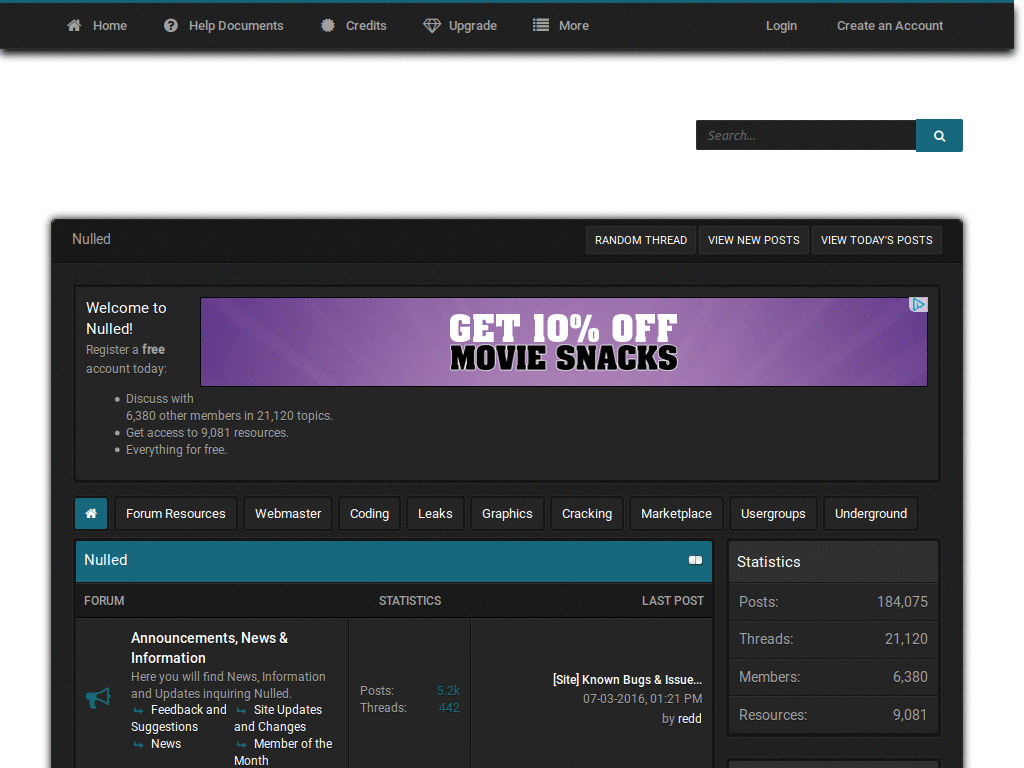 Home Help Documents Credits Upgrade More Login Create an Account
Search...
Nulled RANDOM THREAD VIEW NEW POSTS VIEW TODAY'S POSTS
Welcome to
Nulled!
Register a free
account today:
GET 10% OFF
MOVIE SNACKS
Discuss with
6,380 other members in 21,120 topics.
Get access to 9,081 resources.
Everything for free.
Forum Resources Webmaster Coding Leaks Graphics Cracking Marketplace Usergroups Underground
Nulled
FORUM STATISTICS LAST POST
Announcements, News &
Information
Here you will find News, Information
and Updates inquiring Nulled.
Feedback and Suggestions
Site Updates and Changes
News
Member of the Month
Posts: 5.2k
Threads: 442
[Site] Known Bugs & Issue...
07-03-2016, 01:21 PM
by redd
Statistics
Posts: 184,075
Threads: 21,120
Members: 6,380
Resources: 9,081